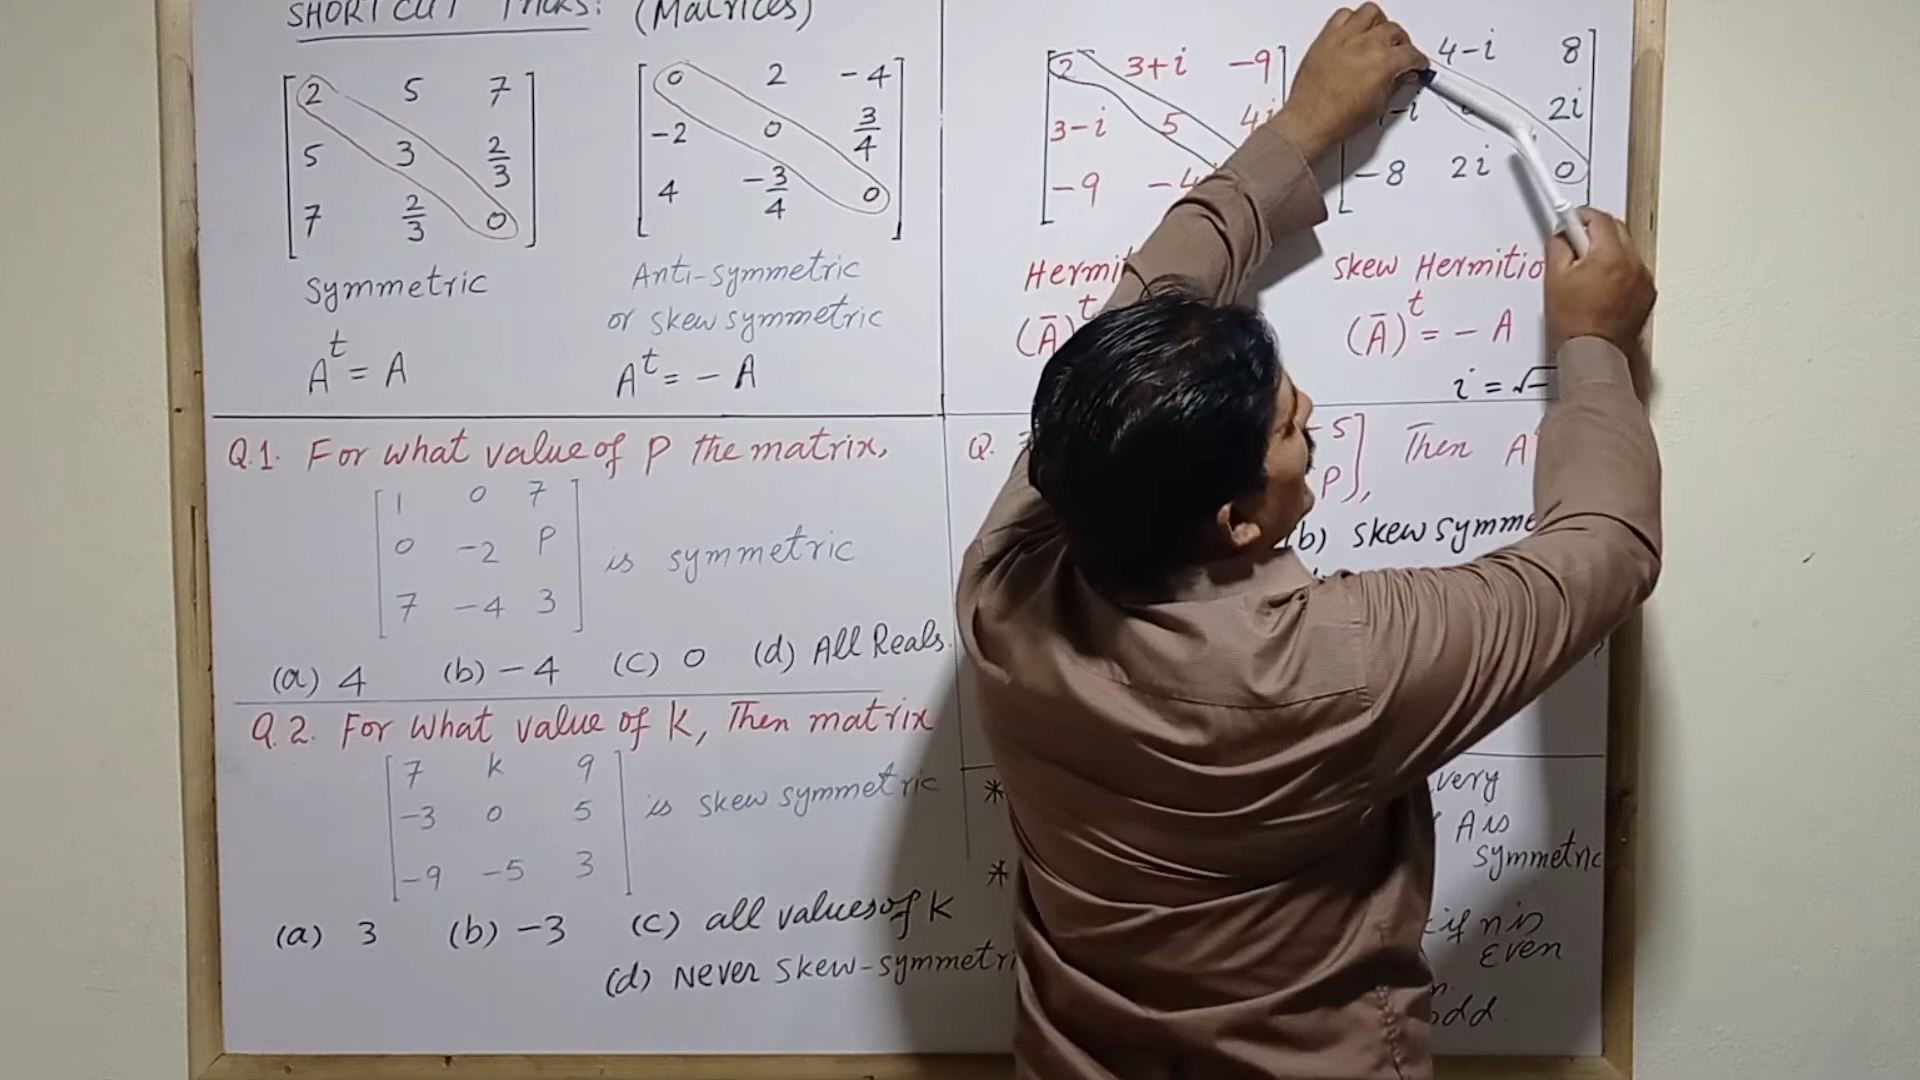 SHORTCUT Tricks: (Matrices)
2 5 7
5 3 2/3
7 2/3 0
Symmetric
A^t = A
0 2 -4
-2 0 3/4
4 -3/4 0
Anti-symmetric
or skew symmetric
A^t = - A
2 3+i -9
3-i 5 4i
-9
(Ā)^t
4-i 8
2i
-8 2i 0
Skew
(Ā)^t = - A
i =
Q.1. For what value of P the matrix,
1 0 7
0 -2 P
7 -4 3
is symmetric
(a) 4 (b) -4 (c) 0 (d) All Reals.
Q.2. For what value of k, Then matrix
7 k 9
-3 0 5
-9 -5 3
is skew symmetric
(a) 3 (b) -3 (c) all values of k
(d) Never skew-symmetri
Q.
-5
P], Then A
(b) skew symme
*
A is
symmetric
*
if n is
Even
odd